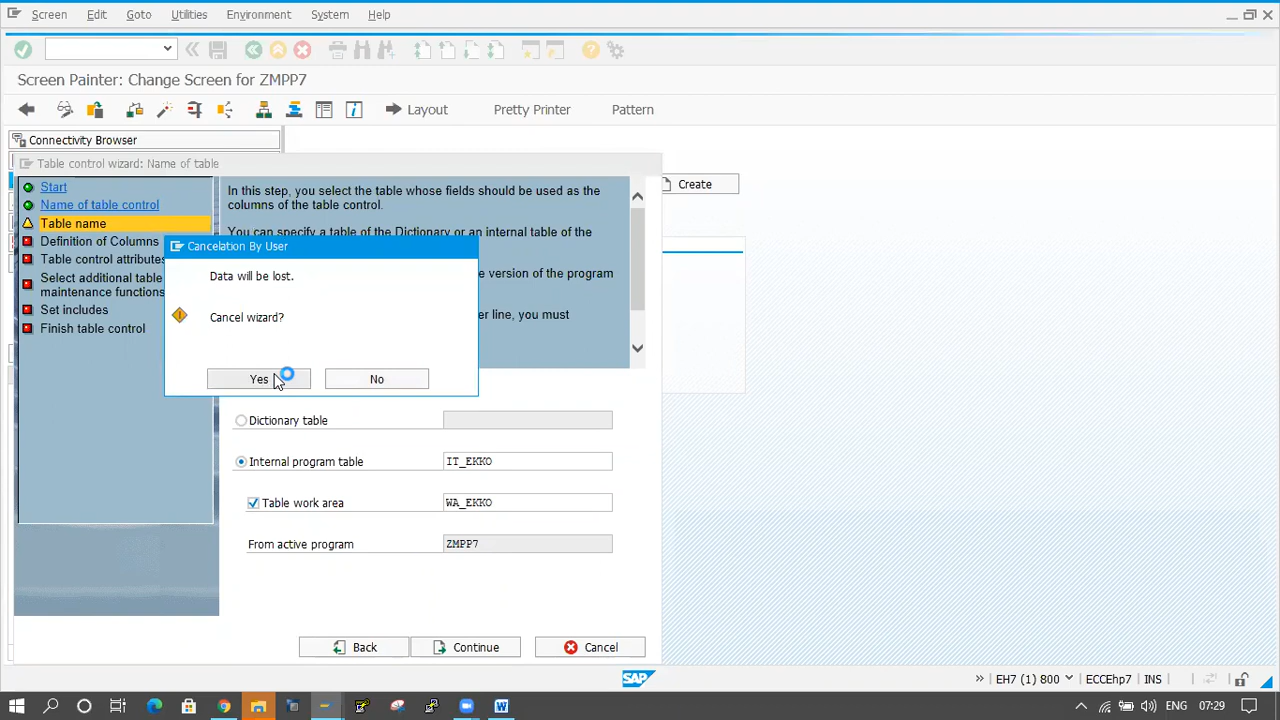 Screen Edit Goto Utilities Environment System Help
Screen Painter: Change Screen for ZMPP7
Layout Pretty Printer Pattern
Connectivity Browser
Table control wizard: Name of table
Start
Name of table control
Table name
Definition of Columns
Table control attributes
Select additional table
maintenance functions
Set includes
Finish table control
In this step, you select the table whose fields should be used as the
columns of the table control.
You can specify a table of the Dictionary or an internal table of the
e version of the program
er line, you must
Create
Cancelation By User
Data will be lost.
Cancel wizard?
Yes No
Dictionary table
Internal program table IT_EKKO
Table work area WA_EKKO
From active program ZMPP7
Back Continue Cancel
SAP
EH7 (1) 800 ECCEhp7 INS
ENG 07:29